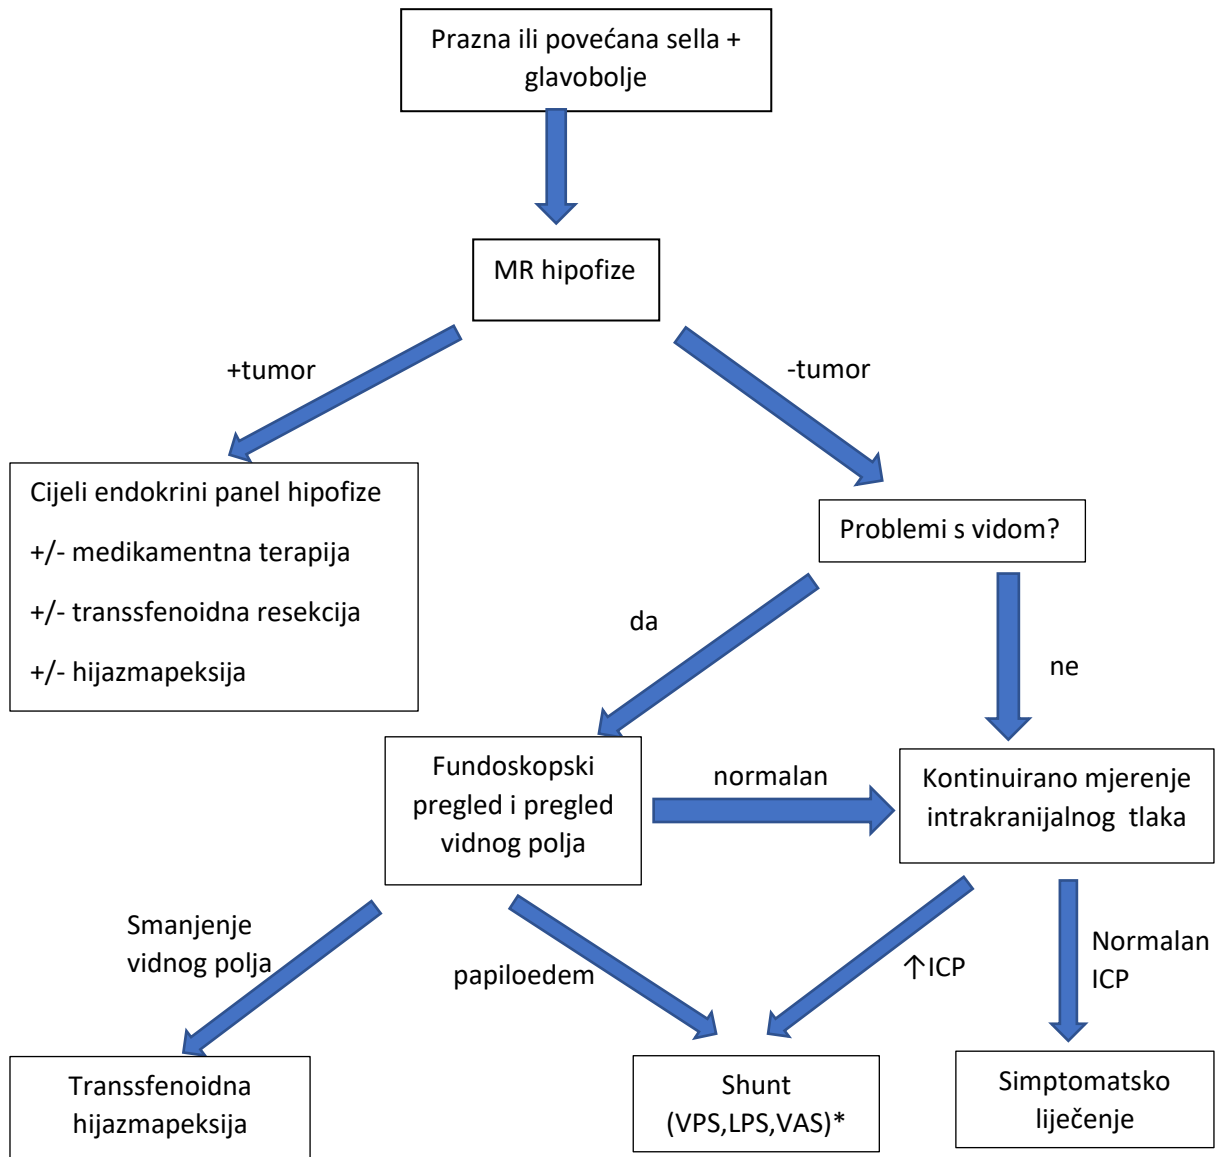 Prazna ili povećana sella +
glavobolje
MR hipofize
+tumor
-tumor
Cijeli endokrini panel hipofize
+/- medikamentna terapija
+/- transsfenoidna resekcija
+/- hijazmapeksija
Problemi s vidom?
da
ne
Fundoskopski
pregled i pregled
vidnog polja
normalan
Kontinuirano mjerenje
intrakranijalnog tlaka
Smanjenje
vidnog polja
papiloedem
↑ICP
Normalan
ICP
Transsfenoidna
hijazmapeksija
Shunt
(VPS,LPS,VAS)*
Simptomatsko
liječenje